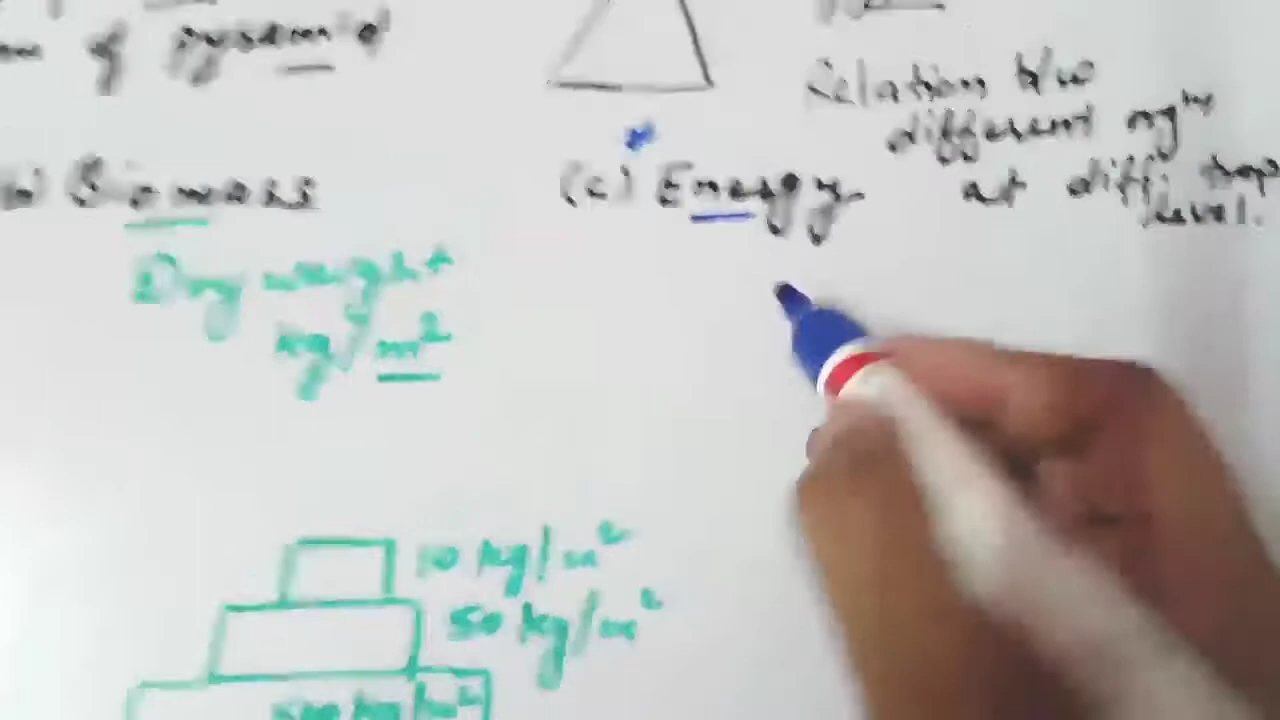 of pyramid
Relation b/w
different
at diff. trop
level.
Biomass
(c) Energy
Dry weight
kg/m²
10 kg/m²
50 kg/m²